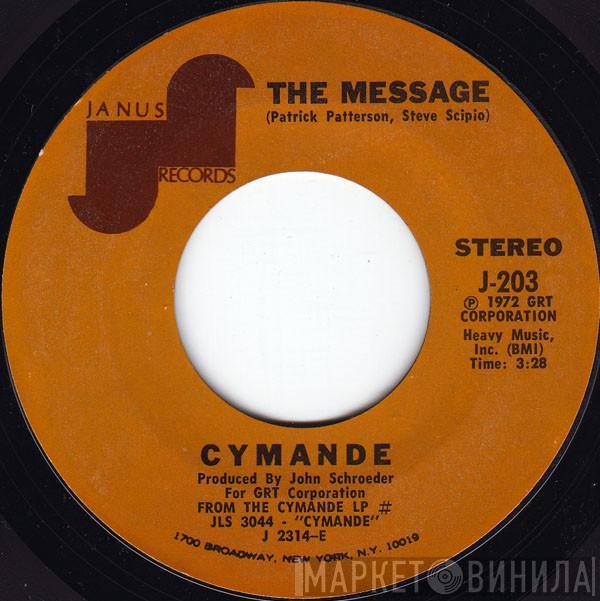 JANUS
RECORDS
THE MESSAGE
(Patrick Patterson, Steve Scipio)
STEREO
J-203
Ⓟ 1972 GRT
CORPORATION
Heavy Music,
Inc. (BMI)
Time: 3:28
CYMANDE
Produced By John Schroeder
For GRT Corporation
FROM THE CYMANDE LP #
JLS 3044 - "CYMANDE"
J 2314-E
1700 BROADWAY, NEW YORK, N.Y. 10019
МАРКЕТ ВИНИЛА